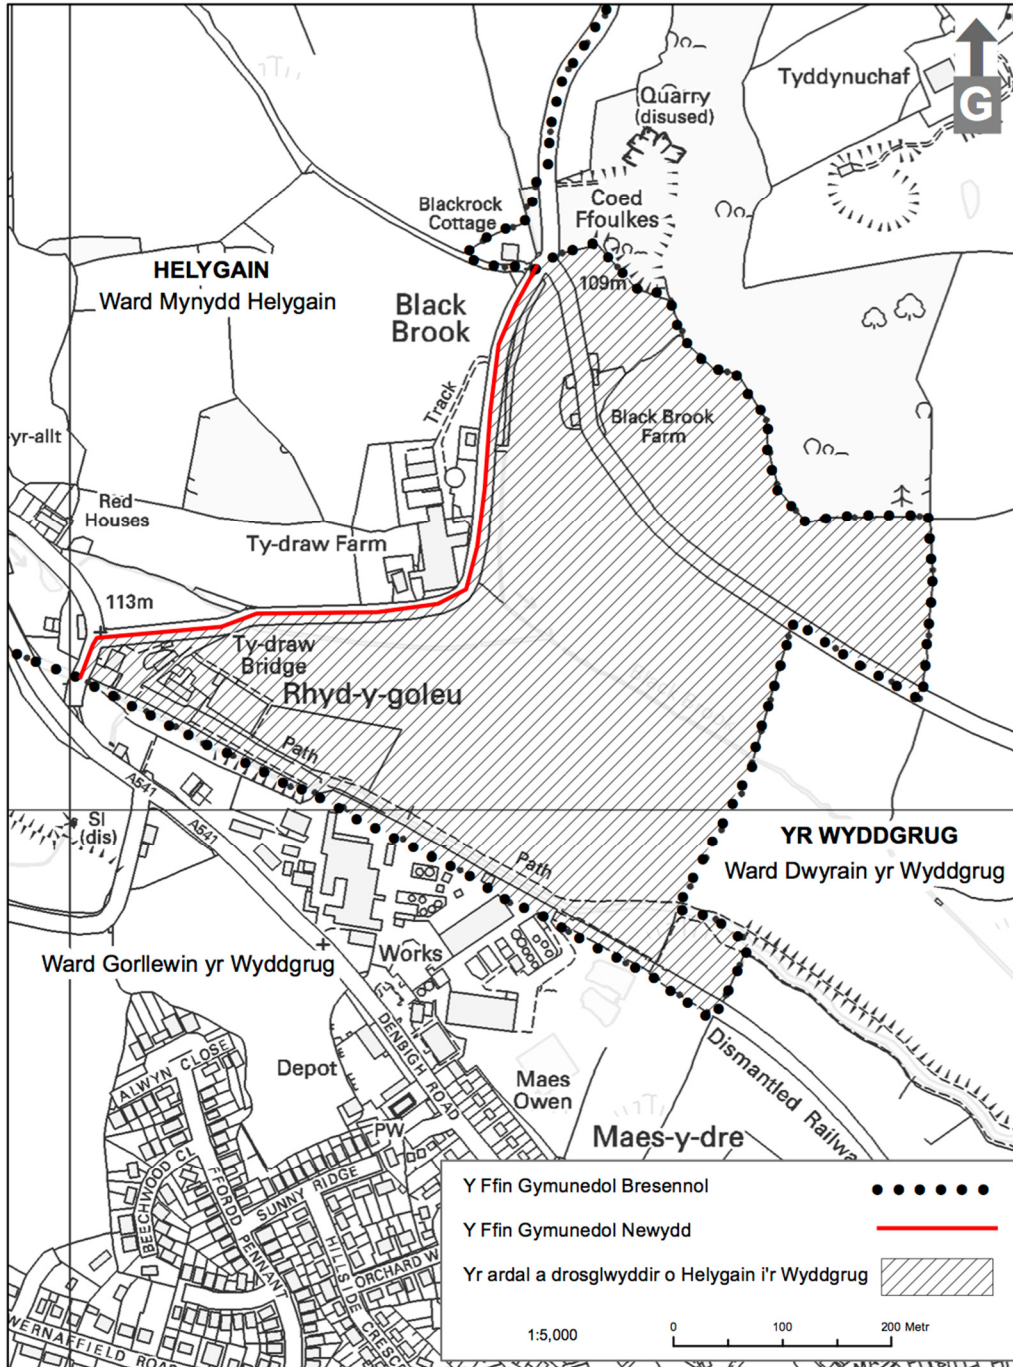 G
Tyddynuchaf
Quarry
(disused)
Coed
Ffoulkes
Blackrock
Cottage
109m
HELYGAIN
Ward Mynydd Helygain
Black
Brook
Track
Black Brook
Farm
-yr-allt
Red
Houses
Ty-draw Farm
113m
Ty-draw
Bridge
Rhyd-y-goleu
Path
A541
A541
Sl
(dis)
Path
YR WYDDGRUG
Ward Dwyrain yr Wyddgrug
Works
Ward Gorllewin yr Wyddgrug
DENBIGH ROAD
Depot
Maes
Owen
Dismantled Railwa
ALWYN CLOSE
PW
Maes-y-dre
BEECHWOOD CL
FFORDD PENNANT
SUNNY RIDGE
HILLSIDE CRESC
ORCHARD W
WERNAFFIELD ROAD
Y Ffin Gymunedol Bresennol
Y Ffin Gymunedol Newydd
Yr ardal a drosglwyddir o Helygain i'r Wyddgrug
1:5,000
0 100 200 Metr